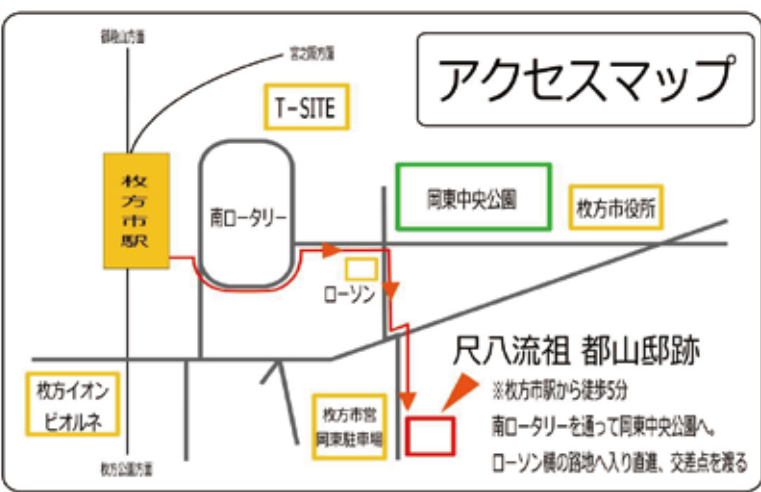 御殿山方面
宮之阪方面
アクセスマップ
T-SITE
枚方市駅
南ロータリー
岡東中央公園
枚方市役所
ローソン
尺八流祖 都山邸跡
※枚方市駅から徒歩5分
南ロータリーを通って岡東中央公園へ。
ローソン横の路地へ入り直進、交差点を渡る
枚方イオン
ビオルネ
枚方市営
岡東駐車場
枚方公園方面